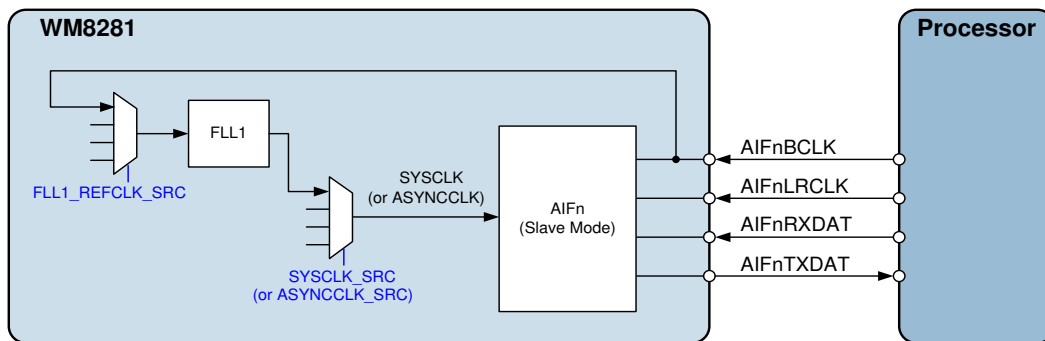 WM8281
Processor
FLL1
FLL1_REFCLK_SRC
SYSCLK
(or ASYNCCLK)
SYSCLK_SRC
(or ASYNCCLK_SRC)
AIFn
(Slave Mode)
AIFnBCLK
AIFnLRCLK
AIFnRXDAT
AIFnTXDAT